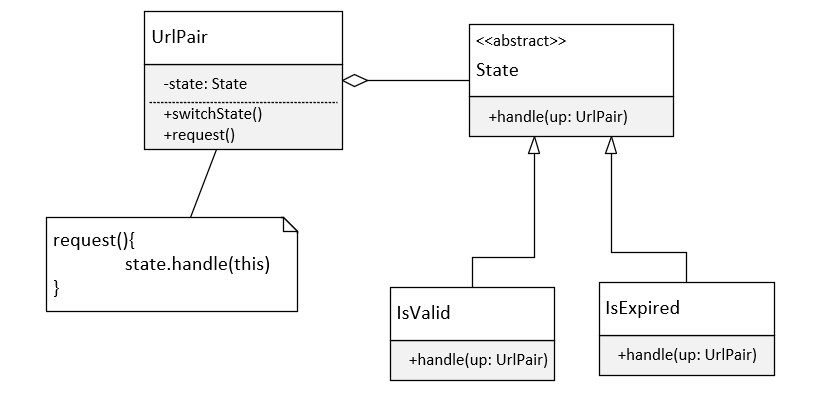 UrlPair
-state: State
+switchState()
+request()
<<abstract>>
State
+handle(up: UrlPair)
request(){
state.handle(this)
}
IsValid
+handle(up: UrlPair)
IsExpired
+handle(up: UrlPair)